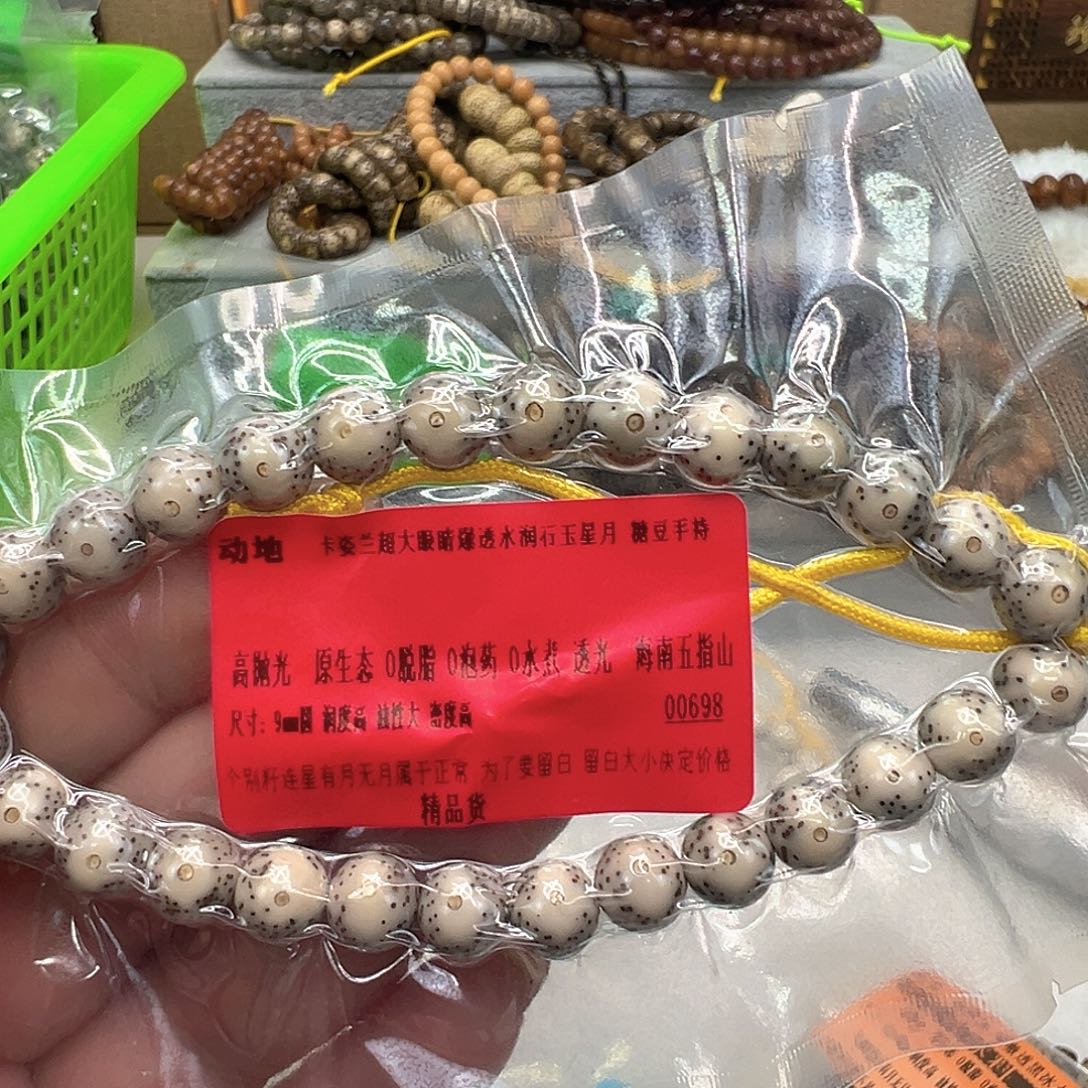 动地 卡姿兰超大眼睛爆透水润石玉星月 糖豆手持
高抛光 原生态 0脱脂 0泡药 0水煮 透光 海南五指山
尺寸：9mm圆 润度高 油性大 密度高 00698
个别籽连星有月无月属于正常 为了要留白 留白大小决定价格
精品货